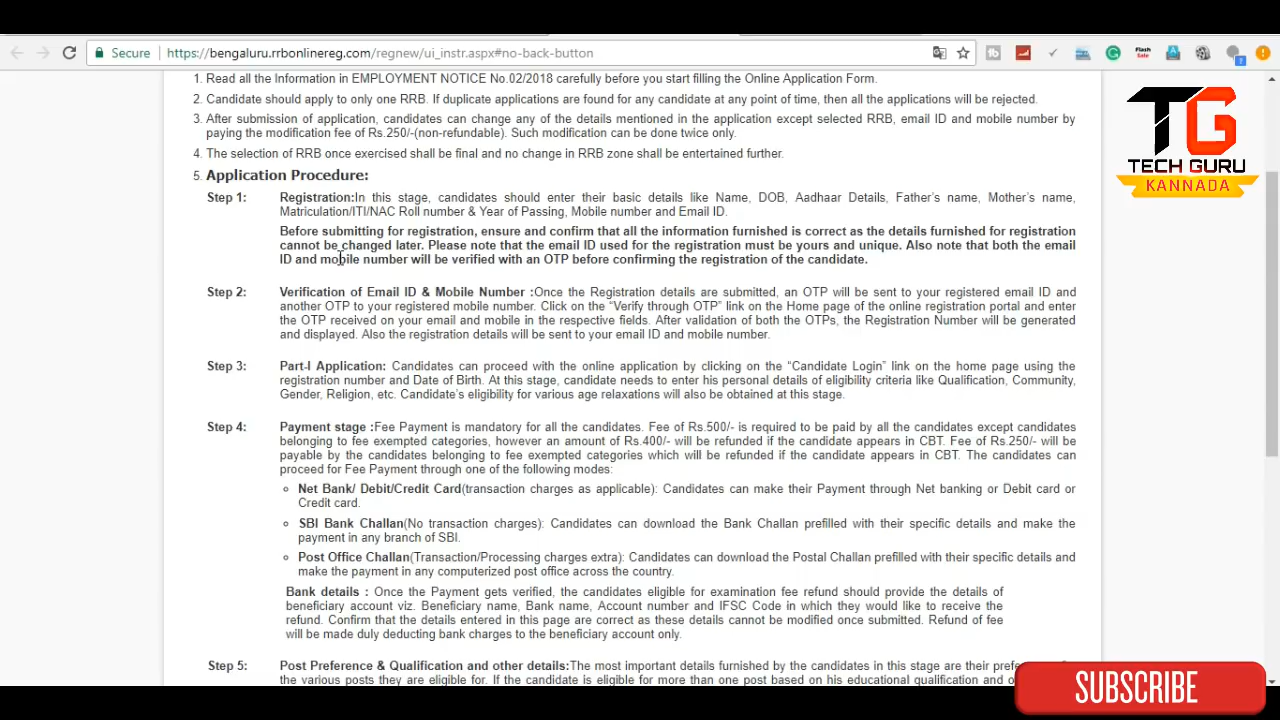 Secure https://bengaluru.rrbonlinereg.com/regnew/ui_instr.aspx#no-back-button
Flash
Sale
TG
TECH GURU
KANNADA
1. Read all the Information in EMPLOYMENT NOTICE No.02/2018 carefully before you start filling the Online Application Form.
2. Candidate should apply to only one RRB. If duplicate applications are found for any candidate at any point of time, then all the applications will be rejected.
3. After submission of application, candidates can change any of the details mentioned in the application except selected RRB, email ID and mobile number by
paying the modification fee of Rs.250/-(non-refundable). Such modification can be done twice only.
4. The selection of RRB once exercised shall be final and no change in RRB zone shall be entertained further.
5. Application Procedure:
Step 1: Registration:In this stage, candidates should enter their basic details like Name, DOB, Aadhaar Details, Father's name, Mother's name,
Matriculation/ITI/NAC Roll number & Year of Passing, Mobile number and Email ID.
Before submitting for registration, ensure and confirm that all the information furnished is correct as the details furnished for registration
cannot be changed later. Please note that the email ID used for the registration must be yours and unique. Also note that both the email
ID and mobile number will be verified with an OTP before confirming the registration of the candidate.
Step 2: Verification of Email ID & Mobile Number :Once the Registration details are submitted, an OTP will be sent to your registered email ID and
another OTP to your registered mobile number. Click on the “Verify through OTP” link on the Home page of the online registration portal and enter
the OTP received on your email and mobile in the respective fields. After validation of both the OTPs, the Registration Number will be generated
and displayed. Also the registration details will be sent to your email ID and mobile number.
Step 3: Part-I Application: Candidates can proceed with the online application by clicking on the “Candidate Login” link on the home page using the
registration number and Date of Birth. At this stage, candidate needs to enter his personal details of eligibility criteria like Qualification, Community,
Gender, Religion, etc. Candidate's eligibility for various age relaxations will also be obtained at this stage.
Step 4: Payment stage :Fee Payment is mandatory for all the candidates. Fee of Rs.500/- is required to be paid by all the candidates except candidates
belonging to fee exempted categories, however an amount of Rs.400/- will be refunded if the candidate appears in CBT. Fee of Rs.250/- will be
payable by the candidates belonging to fee exempted categories which will be refunded if the candidate appears in CBT. The candidates can
proceed for Fee Payment through one of the following modes:
Net Bank/ Debit/Credit Card(transaction charges as applicable): Candidates can make their Payment through Net banking or Debit card or
Credit card.
SBI Bank Challan(No transaction charges): Candidates can download the Bank Challan prefilled with their specific details and make the
payment in any branch of SBI.
Post Office Challan(Transaction/Processing charges extra): Candidates can download the Postal Challan prefilled with their specific details and
make the payment in any computerized post office across the country.
Bank details : Once the Payment gets verified, the candidates eligible for examination fee refund should provide the details of
beneficiary account viz. Beneficiary name, Bank name, Account number and IFSC Code in which they would like to receive the
refund. Confirm that the details entered in this page are correct as these details cannot be modified once submitted. Refund of fee
will be made duly deducting bank charges to the beneficiary account only.
Step 5: Post Preference & Qualification and other details:The most important details furnished by the candidates in this stage are their
the various posts they are eligible for. If the candidate is eligible for more than one post based on his educational qualification and
SUBSCRIBE